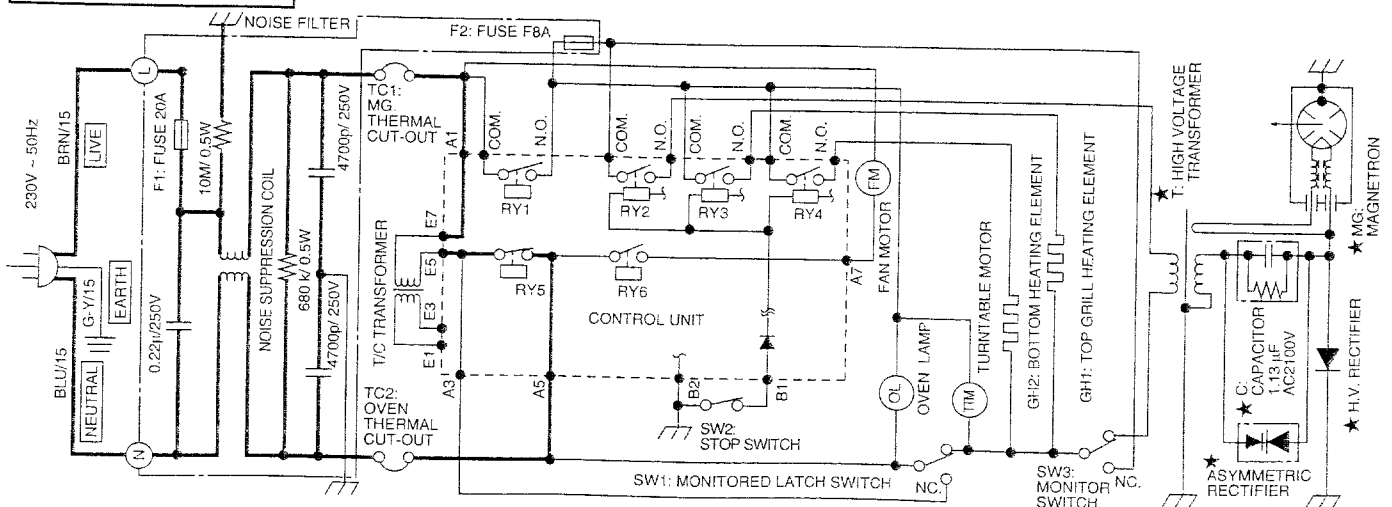 NOISE FILTER
F2: FUSE F8A
230V ~ 50Hz
BRN/15
LIVE
L
F1: FUSE 20A
10M/ 0.5W
BLU/15
NEUTRAL
N
G-Y/15
EARTH
0.22µ/250V
NOISE SUPPRESSION COIL
680 k/ 0.5W
4700p/ 250V
4700p/ 250V
TC1:
MG.
THERMAL
CUT-OUT
TC2:
OVEN
THERMAL
CUT-OUT
T/C TRANSFORMER
A1
E7
E5
E3
E1
A3
A5
A7
B2
B1
COM.
N.O.
COM.
N.O.
COM.
N.O.
COM.
N.O.
RY1
RY2
RY3
RY4
RY5
RY6
CONTROL UNIT
SW2:
STOP SWITCH
FM
FAN MOTOR
OL
OVEN LAMP
TTM
TURNTABLE MOTOR
GH2: BOTTOM HEATING ELEMENT
GH1: TOP GRILL HEATING ELEMENT
SW1: MONITORED LATCH SWITCH
NC.
SW3:
MONITOR
SWITCH
NC.
★ T: HIGH VOLTAGE
TRANSFORMER
★ C:
CAPACITOR
1.13 µF
AC2100V
★ MG:
MAGNETRON
★ H.V. RECTIFIER
★
ASYMMETRIC
RECTIFIER